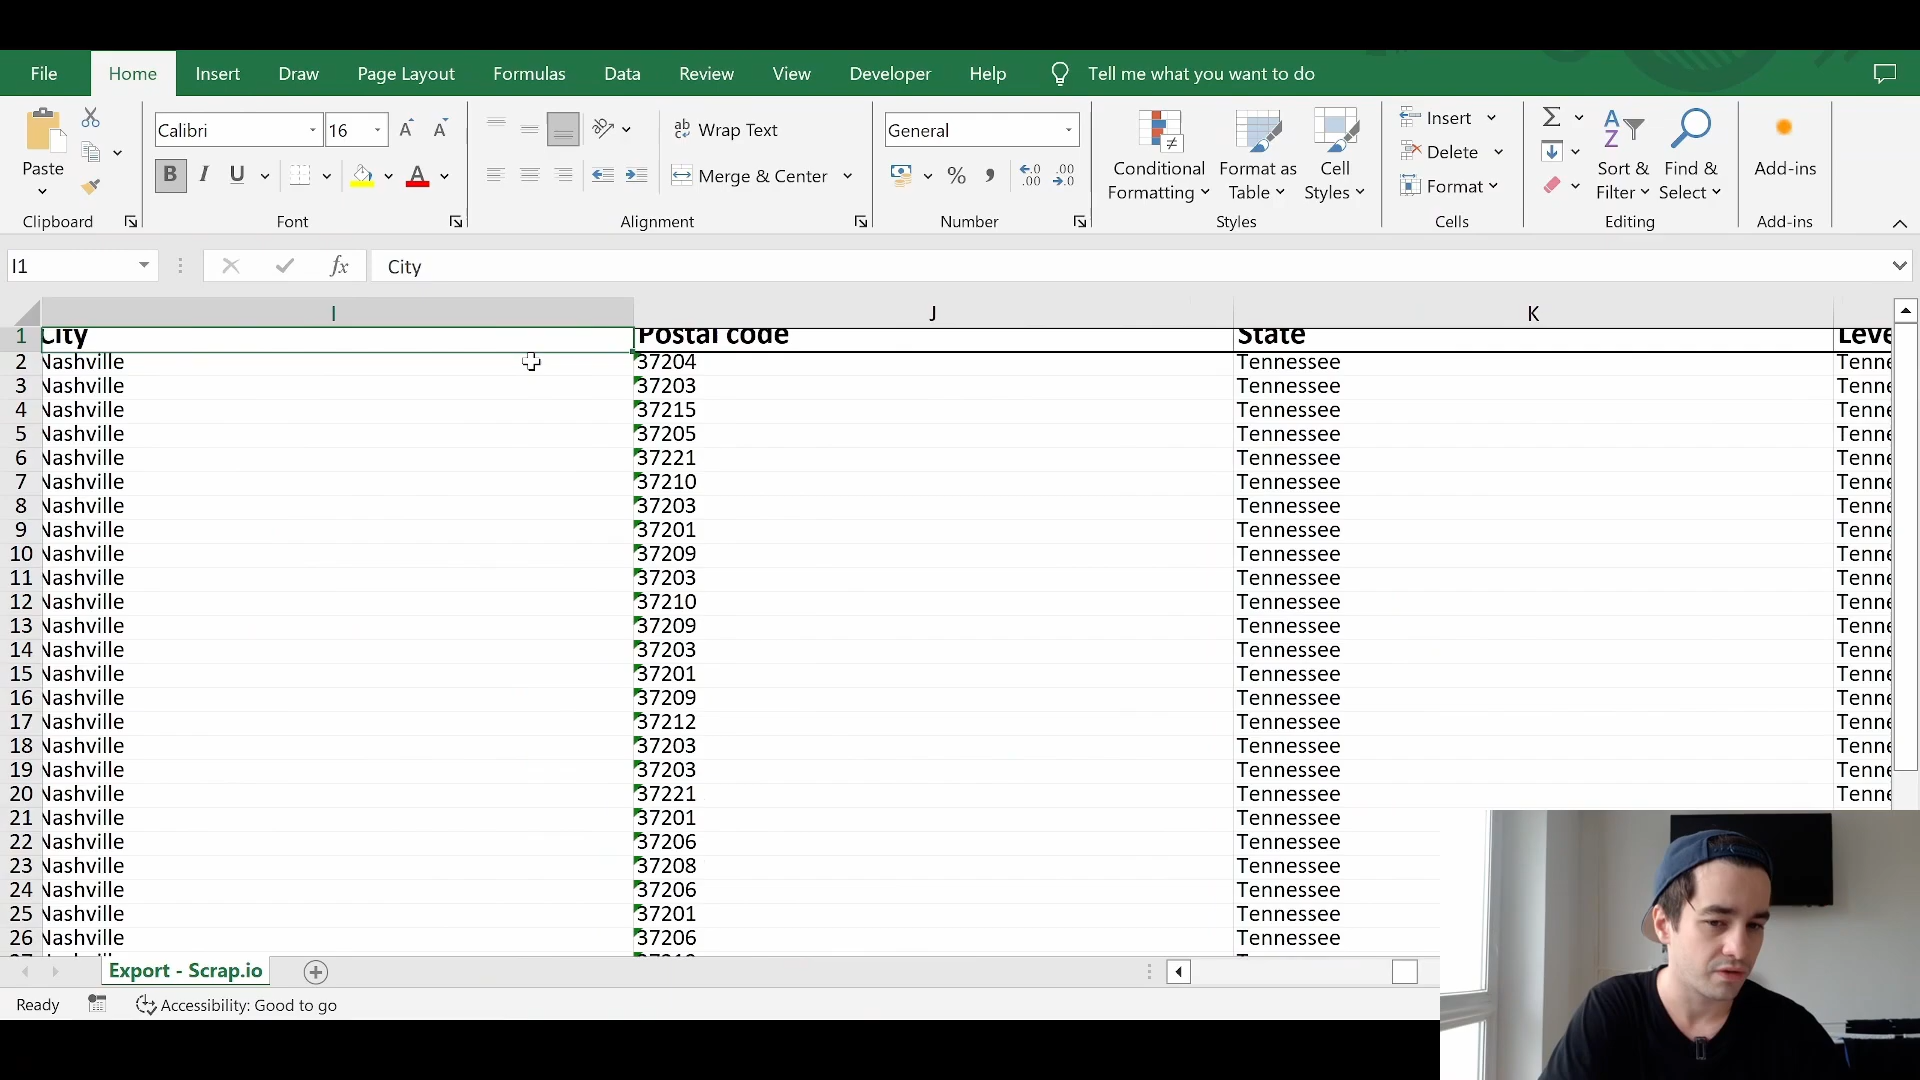 File Home Insert Draw Page Layout Formulas Data Review View Developer Help Tell me what you want to do
Calibri 16 Wrap Text General Insert
Paste B I U Merge & Center % Conditional Formatting Format as Table Cell Styles Delete Format Sort & Filter Find & Select Add-ins
Clipboard Font Alignment Number Styles Cells Editing Add-ins
I1 fx City
I J K
1 City Postal code State Leve
2 Nashville 37204 Tennessee Tenne
3 Nashville 37203 Tennessee Tenne
4 Nashville 37215 Tennessee Tenne
5 Nashville 37205 Tennessee Tenne
6 Nashville 37221 Tennessee Tenne
7 Nashville 37210 Tennessee Tenne
8 Nashville 37203 Tennessee Tenne
9 Nashville 37201 Tennessee Tenne
10 Nashville 37209 Tennessee Tenne
11 Nashville 37203 Tennessee Tenne
12 Nashville 37210 Tennessee Tenne
13 Nashville 37209 Tennessee Tenne
14 Nashville 37203 Tennessee Tenne
15 Nashville 37201 Tennessee Tenne
16 Nashville 37209 Tennessee Tenne
17 Nashville 37212 Tennessee Tenne
18 Nashville 37203 Tennessee Tenne
19 Nashville 37203 Tennessee Tenne
20 Nashville 37221 Tennessee Tenne
21 Nashville 37201 Tennessee
22 Nashville 37206 Tennessee
23 Nashville 37208 Tennessee
24 Nashville 37206 Tennessee
25 Nashville 37201 Tennessee
26 Nashville 37206 Tennessee
Export - Scrap.io
Ready Accessibility: Good to go